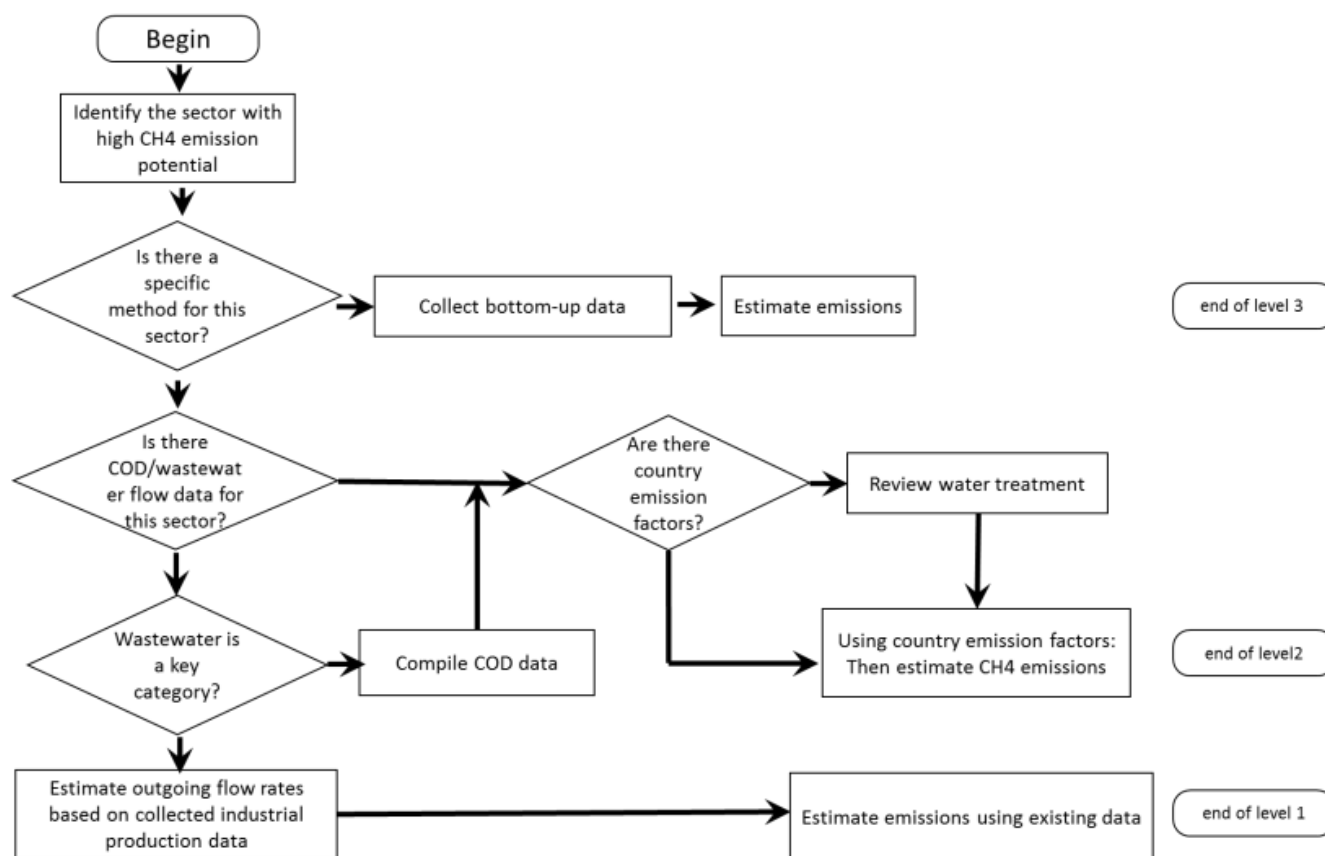 Begin
Identify the sector with
high CH4 emission
potential
Is there a
specific
method for this
sector?
Collect bottom-up data
Estimate emissions
end of level 3
Is there
COD/wastewat
er flow data for
this sector?
Are there
country
emission
factors?
Review water treatment
Wastewater is
a key
category?
Compile COD data
Using country emission factors:
Then estimate CH4 emissions
end of level2
Estimate outgoing flow rates
based on collected industrial
production data
Estimate emissions using existing data
end of level 1